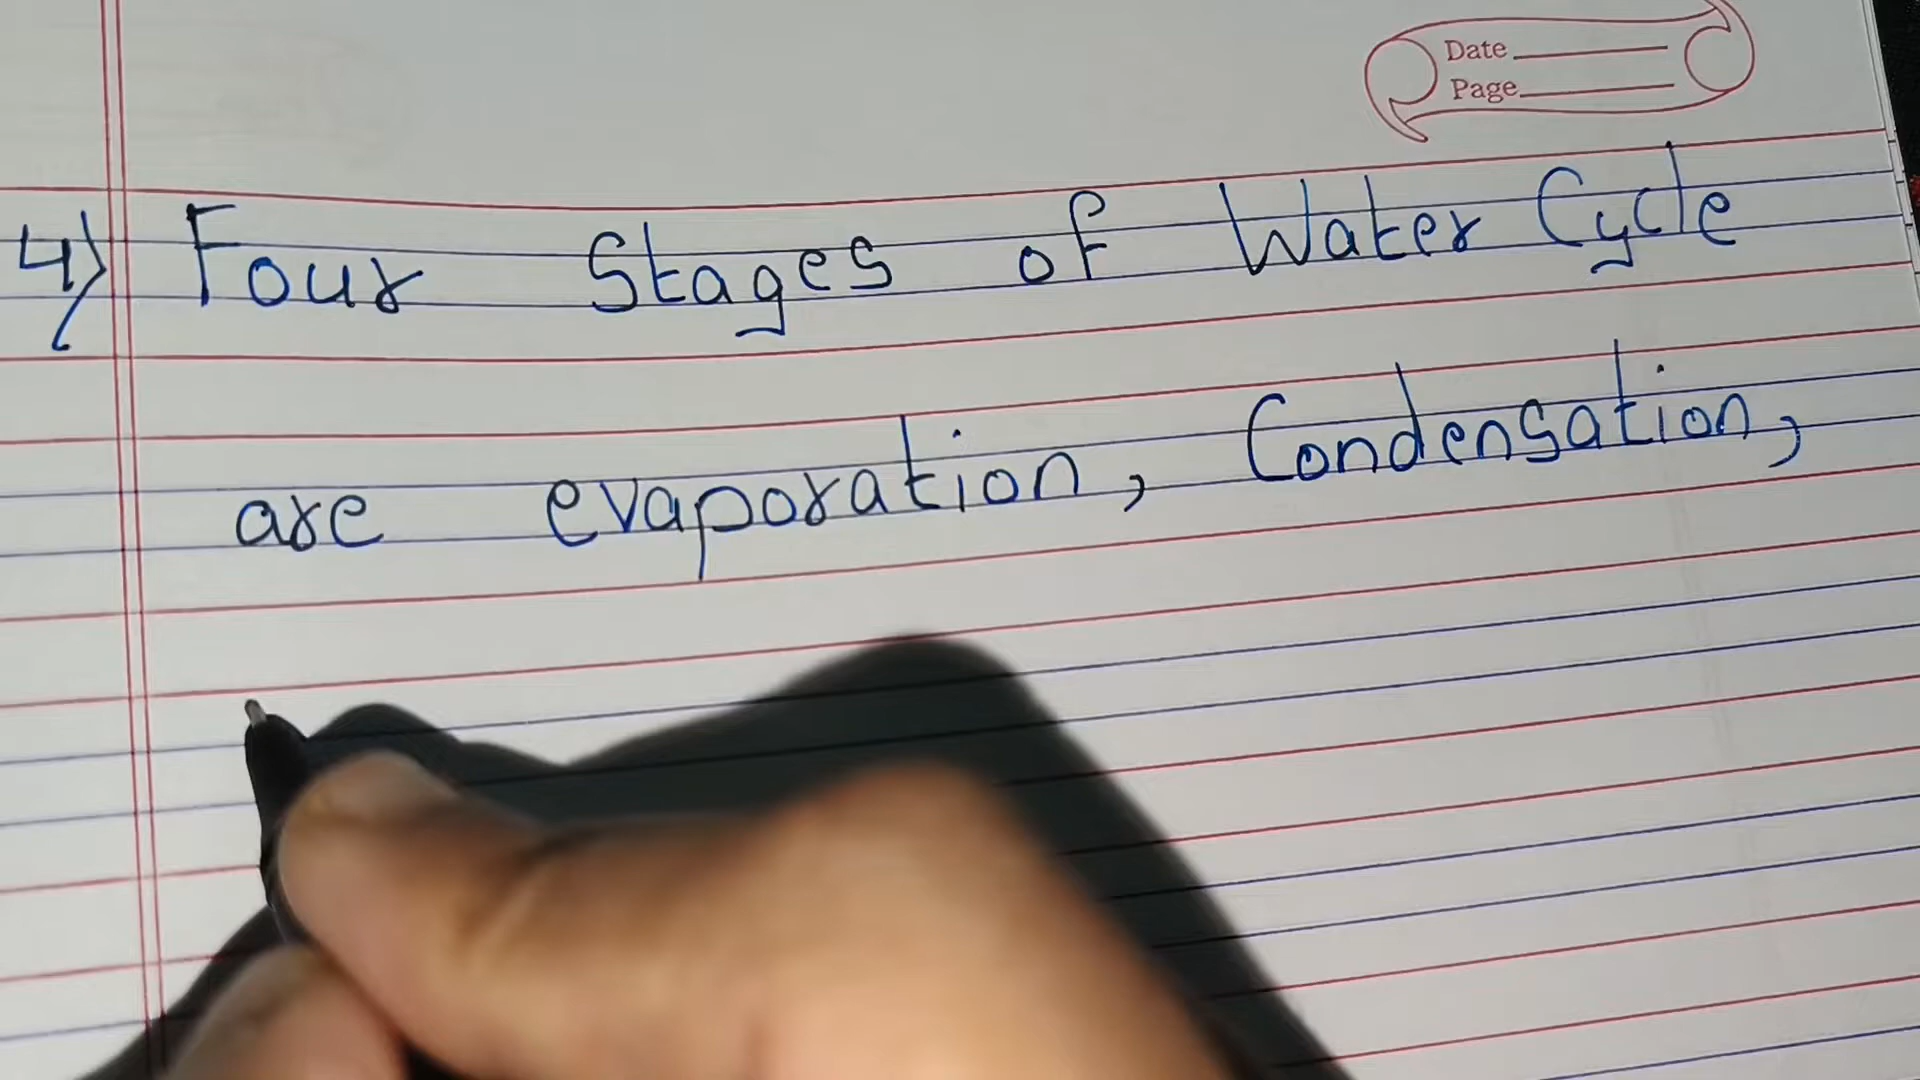 Date
Page
4) Four Stages of Water Cycle
are evaporation, Condensation,